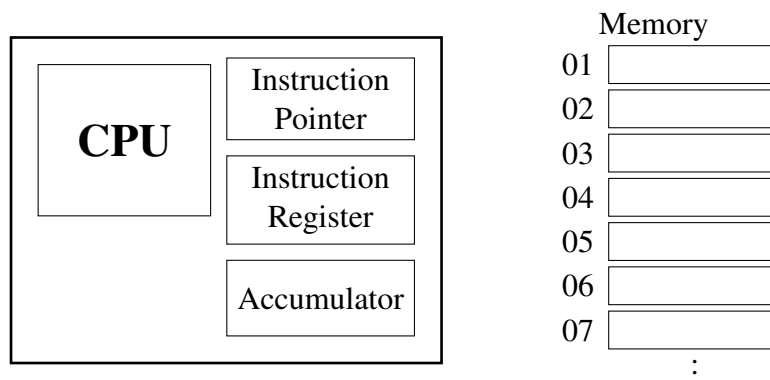 CPU
Instruction
Pointer
Instruction
Register
Accumulator
Memory
01
02
03
04
05
06
07
: